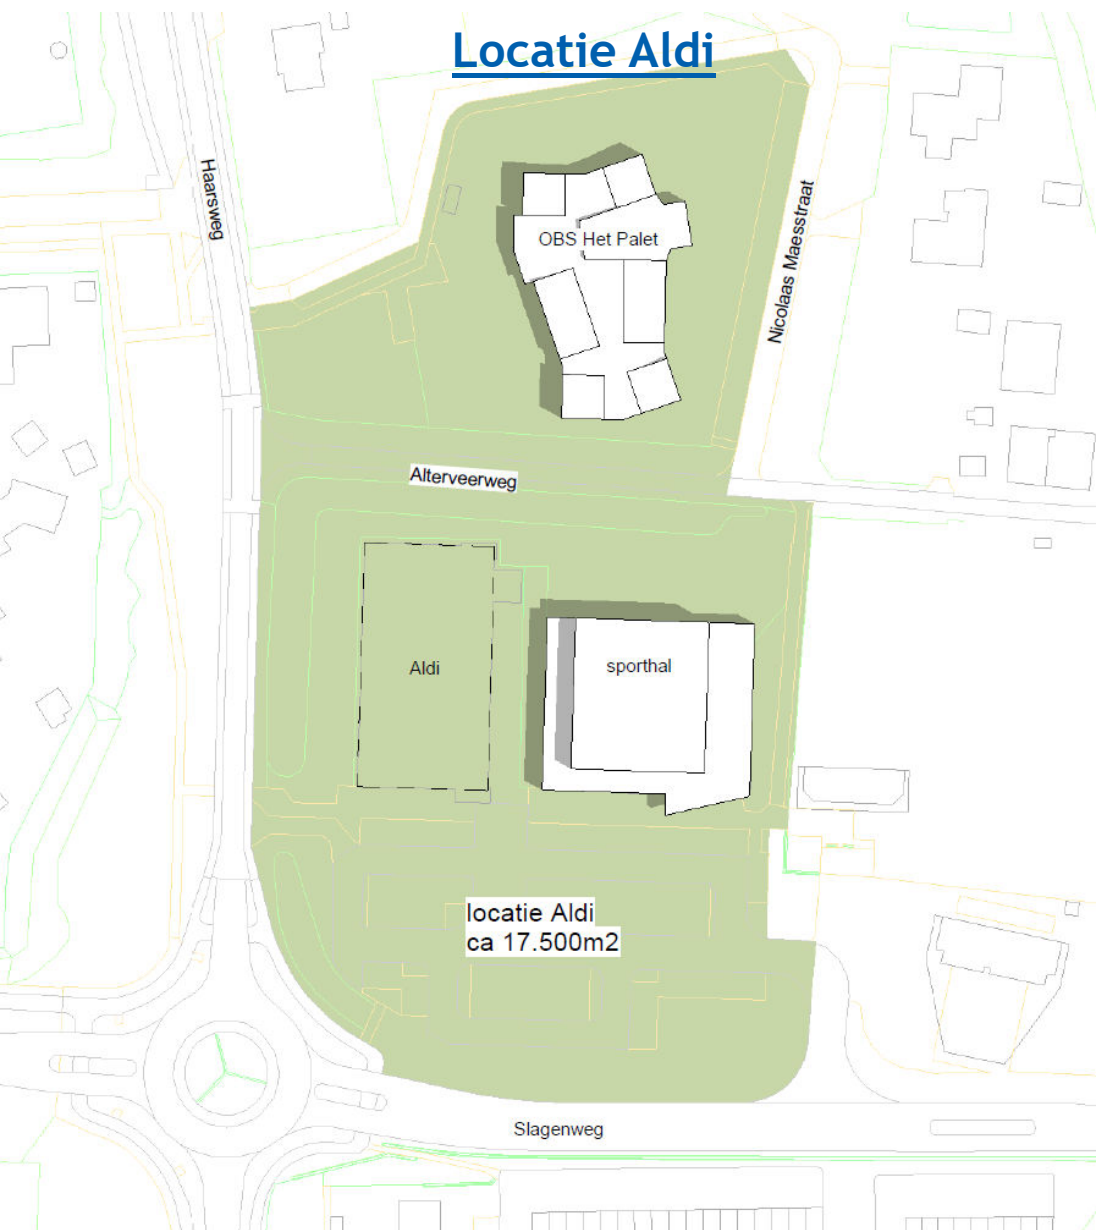 Locatie Aldi
Haarsweg
OBS Het Palet
Nicolaas Maesstraat
Alterveerweg
Aldi
sporthal
locatie Aldi
ca 17.500m2
Slagenweg